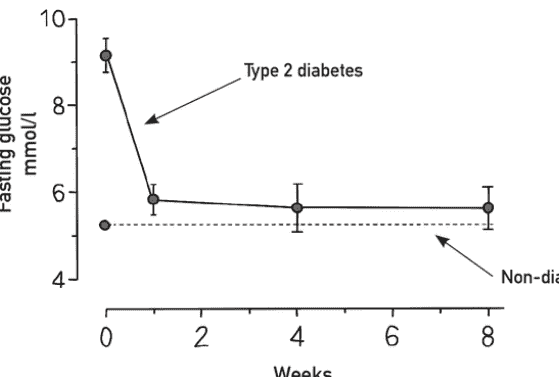 10
8
6
4
Fasting glucose
mmol/l
Type 2 diabetes
Non-dia
0
2
4
6
8
Weeks